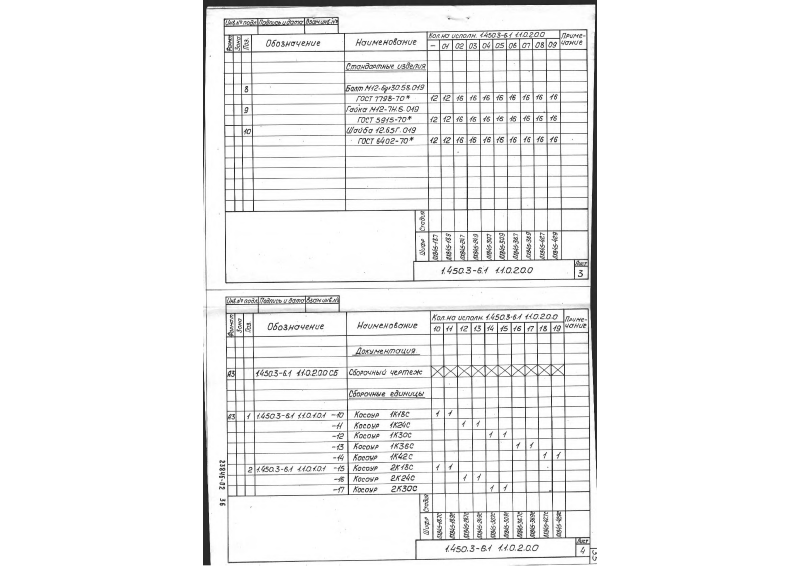 Инв.№ подл. Подпись и дата Взам.инв.№
Формат Зона Поз. Обозначение Наименование Кол. на исполн. 1.450.3-6.1 1.1.0.2.0.0 Приме-чание
— 01 02 03 04 05 06 07 08 09
Стандартные изделия
8 Болт М12-6gx30.58.019
ГОСТ 7798-70* 12 12 16 16 16 16 16 16 16 16
9 Гайка М12-7Н.6.019
ГОСТ 5915-70* 12 12 16 16 16 16 16 16 16 16
10 Шайба 12.65Г.019
ГОСТ 6402-70* 12 12 16 16 16 16 16 16 16 16
Стадия
Шифр
1.450.3-6.1 1.1.0.2.0.0
Лист
3
Инв.№ подл. Подпись и дата Взам.инв.№
Формат Зона Поз. Обозначение Наименование Кол. на исполн. 1.450.3-6.1 1.1.0.2.0.0 Приме-чание
10 11 12 13 14 15 16 17 18 19
Документация
А3 1.450.3-6.1 1.1.0.2.0.0 СБ Сборочный чертеж
Сборочные единицы
А3 1 1.450.3-6.1 1.1.0.1.0.1 -10 Косоур 1К18С 1 1
-11 Косоур 1К24С 1 1
-12 Косоур 1К30С 1 1
-13 Косоур 1К36С 1 1
-14 Косоур 1К42С 1 1
2 1.450.3-6.1 1.1.0.1.0.1 -15 Косоур 2К18С 1 1
-16 Косоур 2К24С 1 1
-17 Косоур 2К30С 1 1
23845-02 36
Стадия
Шифр
1.450.3-6.1 1.1.0.2.0.0
Лист
4